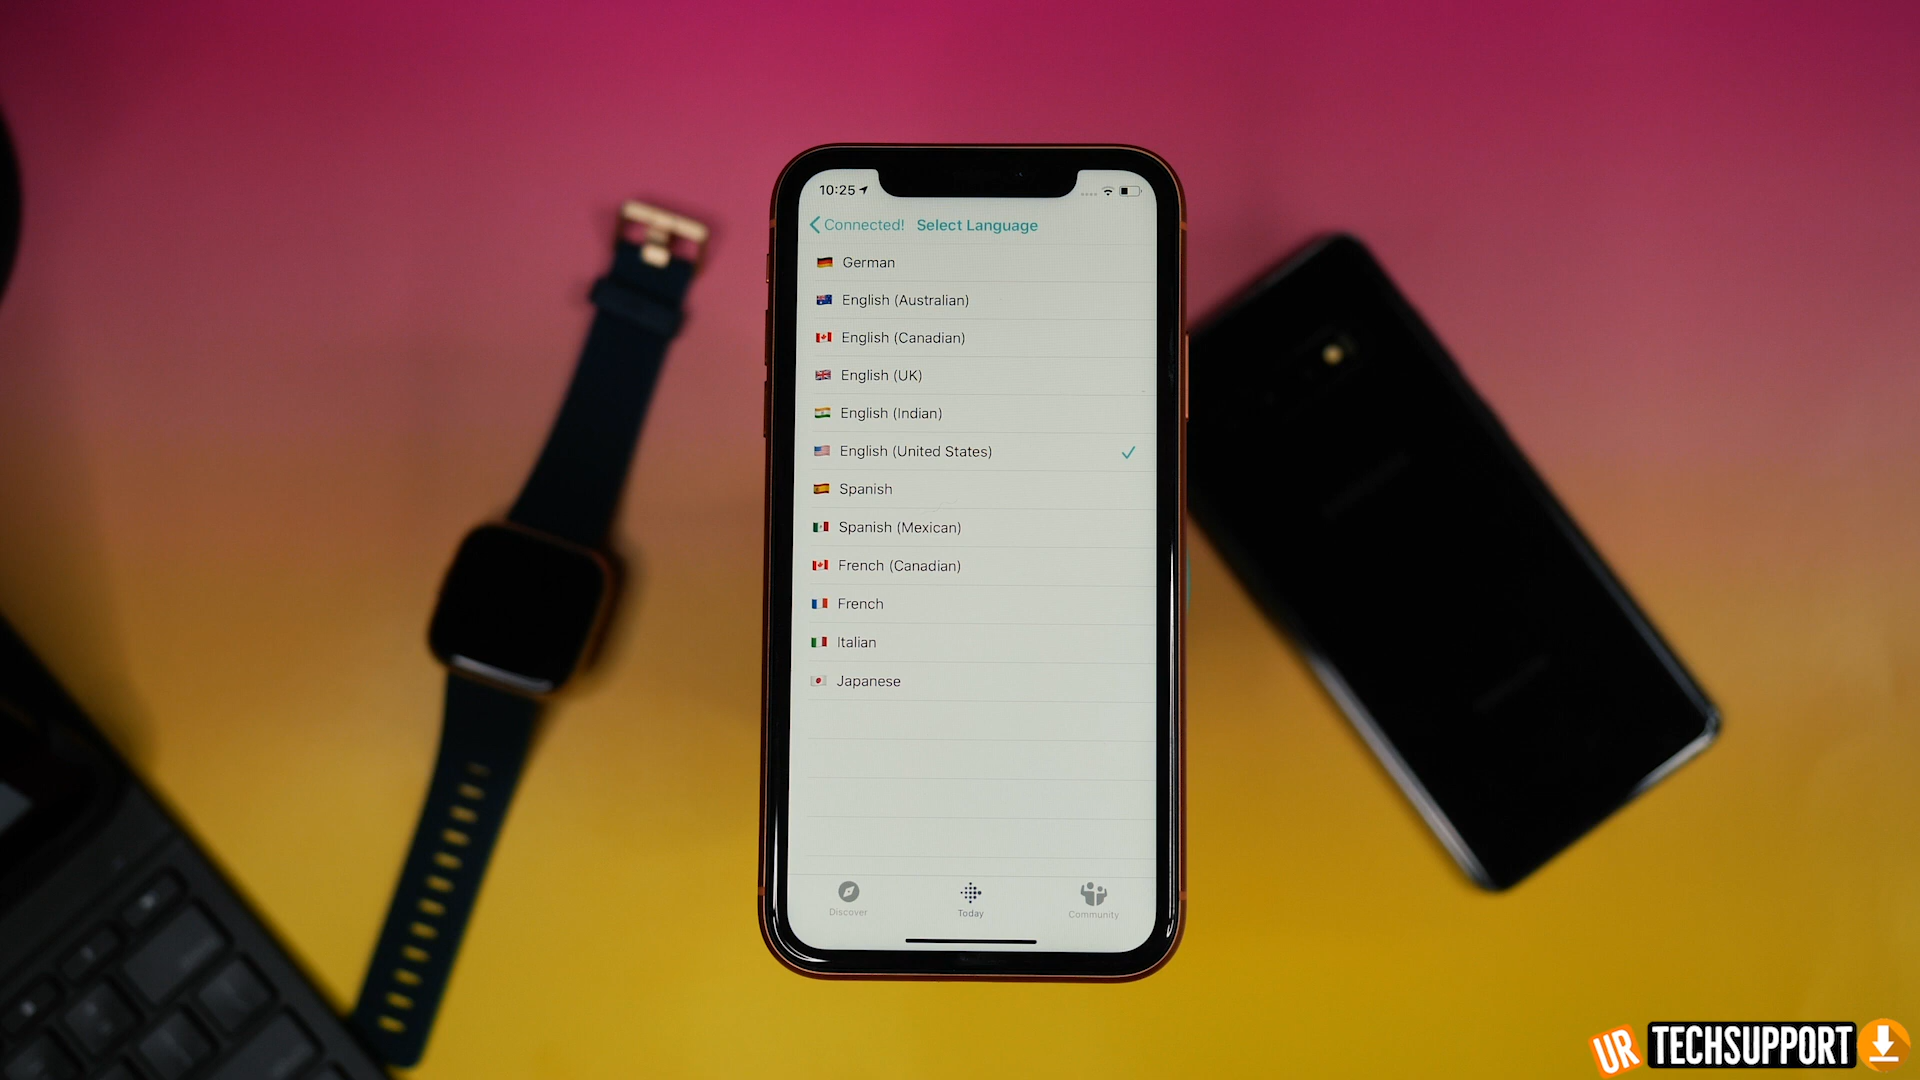 10:25
Connected! Select Language
German
English (Australian)
English (Canadian)
English (UK)
English (Indian)
English (United States)
Spanish
Spanish (Mexican)
French (Canadian)
French
Italian
Japanese
Discover Today Community
UR TECHSUPPORT